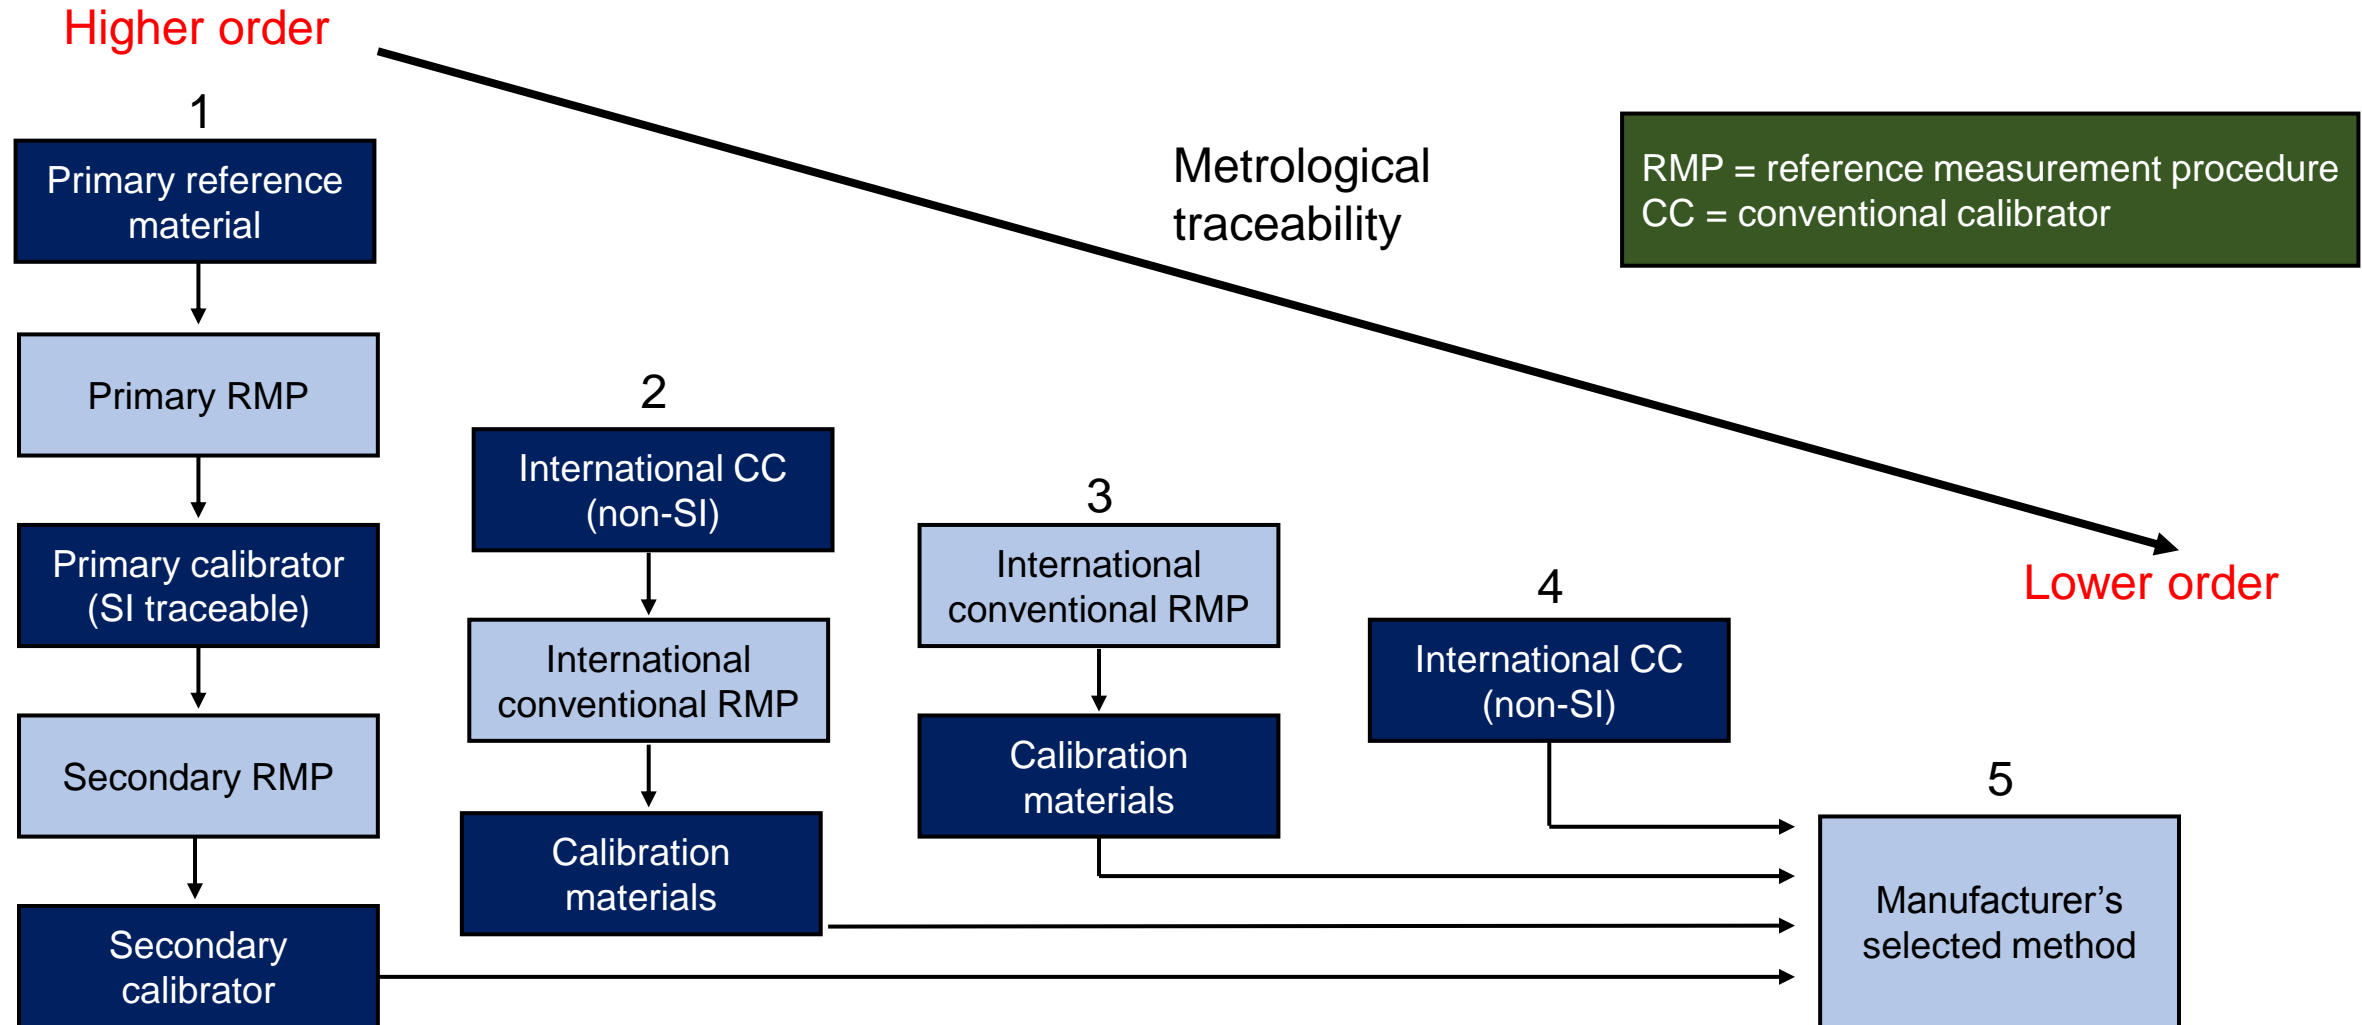 Higher order
1
Primary reference
material
Primary RMP
Primary calibrator
(SI traceable)
Secondary RMP
Secondary
calibrator
2
International CC
(non-SI)
International
conventional RMP
Calibration
materials
3
International
conventional RMP
Calibration
materials
4
International CC
(non-SI)
5
Manufacturer’s
selected method
Metrological
traceability
RMP = reference measurement procedure
CC = conventional calibrator
Lower order